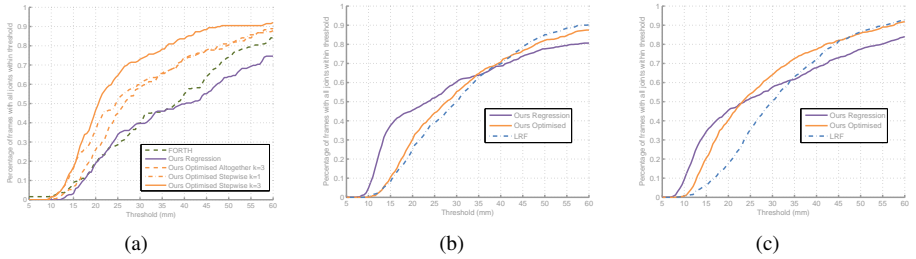 Percentage of frames with all joints within threshold
1
0.9
0.8
0.7
0.6
0.5
0.4
0.3
0.2
0.1
0
5 10 15 20 25 30 35 40 45 50 55 60
Threshold (mm)
FORTH
Ours Regression
Ours Optimised Altogether k=3
Ours Optimised Stepwise k=1
Ours Optimised Stepwise k=3
(a)
Percentage of frames with all joints within threshold
1
0.9
0.8
0.7
0.6
0.5
0.4
0.3
0.2
0.1
0
5 10 15 20 25 30 35 40 45 50 55 60
Threshold (mm)
Ours Regression
Ours Optimised
LRF
(b)
Percentage of frames with all joints within threshold
1
0.9
0.8
0.7
0.6
0.5
0.4
0.3
0.2
0.1
0
5 10 15 20 25 30 35 40 45 50 55 60
Threshold (mm)
Ours Regression
Ours Optimised
LRF
(c)